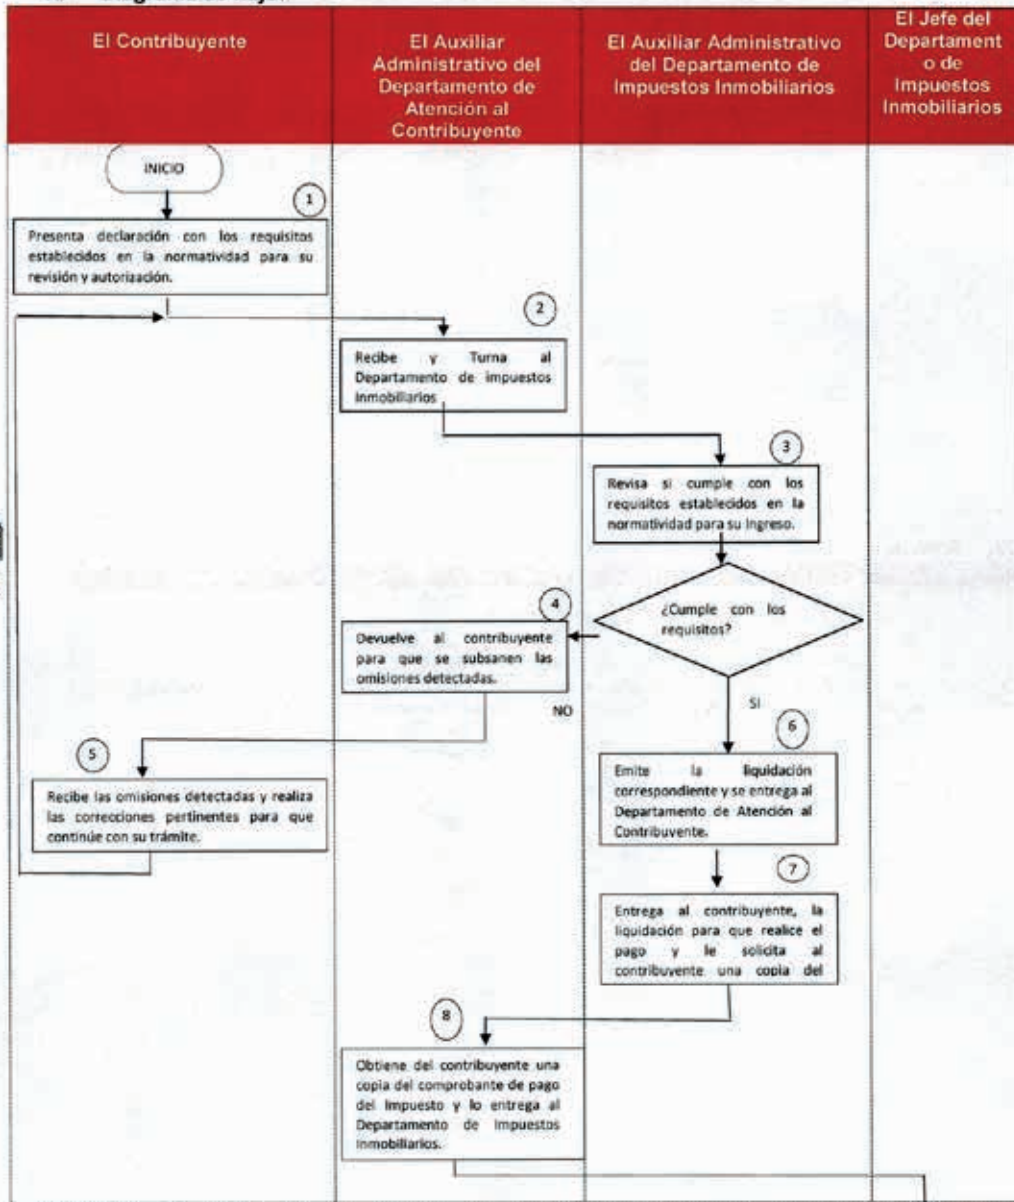 El Contribuyente
El Auxiliar
Administrativo del
Departamento de
Atención al
Contribuyente
El Auxiliar Administrativo
del Departamento de
Impuestos Inmobiliarios
El Jefe del
Departament
o de
Impuestos
Inmobiliarios
INICIO
1
Presenta declaración con los requisitos
establecidos en la normatividad para su
revisión y autorización.
2
Recibe y Turna al
Departamento de impuestos
Inmobiliarios
3
Revisa si cumple con los
requisitos establecidos en la
normatividad para su Ingreso.
¿Cumple con los
requisitos?
4
Devuelve al contribuyente
para que se subsanen las
omisiones detectadas.
NO
SI
5
Recibe las omisiones detectadas y realiza
las correcciones pertinentes para que
continúe con su trámite.
6
Emite la liquidación
correspondiente y se entrega al
Departamento de Atención al
Contribuyente.
7
Entrega al contribuyente, la
liquidación para que realice el
pago y le solicita al
contribuyente una copia del
8
Obtiene del contribuyente una
copia del comprobante de pago
del Impuesto y lo entrega al
Departamento de Impuestos
Inmobiliarios.